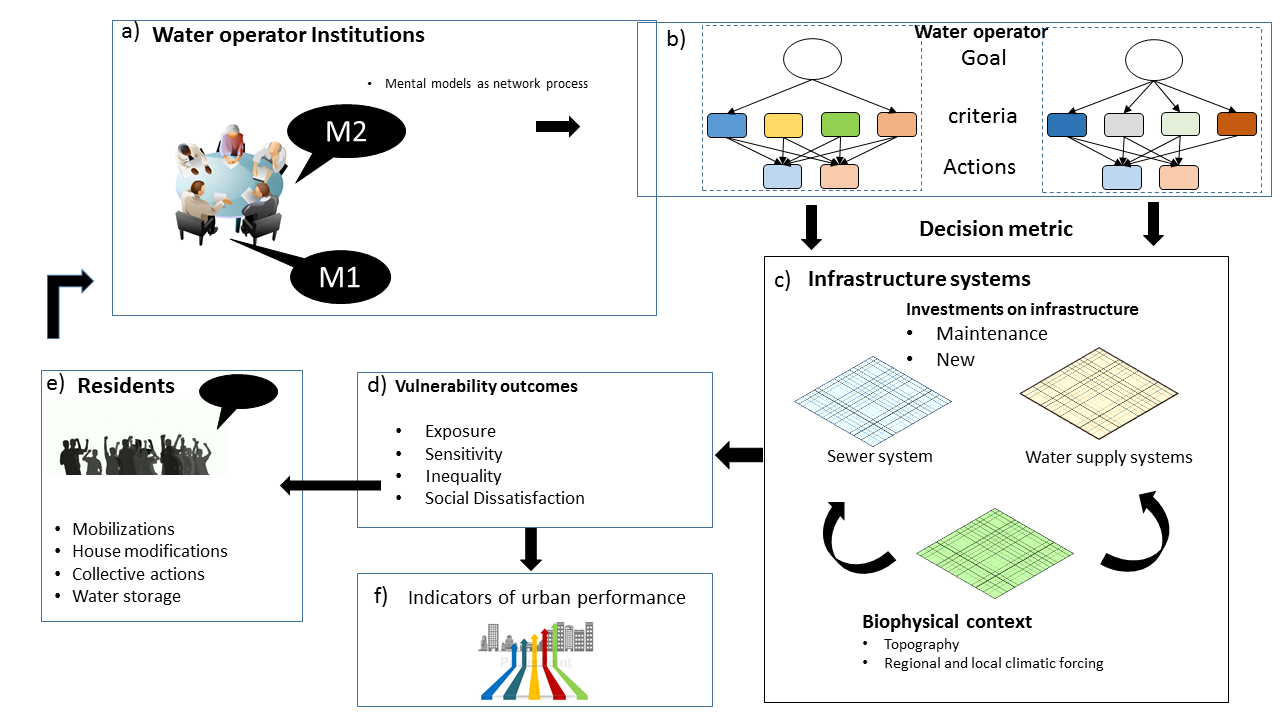 a) Water operator Institutions
• Mental models as network process
M2
M1
b)
Water operator
Goal
criteria
Actions
Decision metric
c) Infrastructure systems
Investments on infrastructure
• Maintenance
• New
Sewer system
Water supply systems
Biophysical context
• Topography
• Regional and local climatic forcing
d) Vulnerability outcomes
• Exposure
• Sensitivity
• Inequality
• Social Dissatisfaction
e) Residents
• Mobilizations
• House modifications
• Collective actions
• Water storage
f) Indicators of urban performance